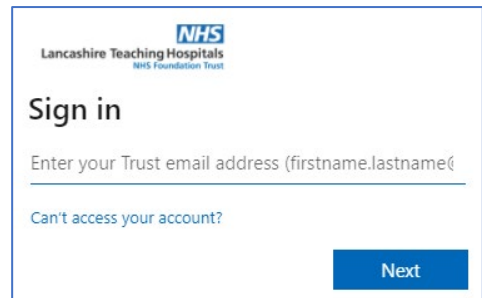 NHS
Lancashire Teaching Hospitals
NHS Foundation Trust
Sign in
Enter your Trust email address (firstname.lastname@
Can't access your account?
Next